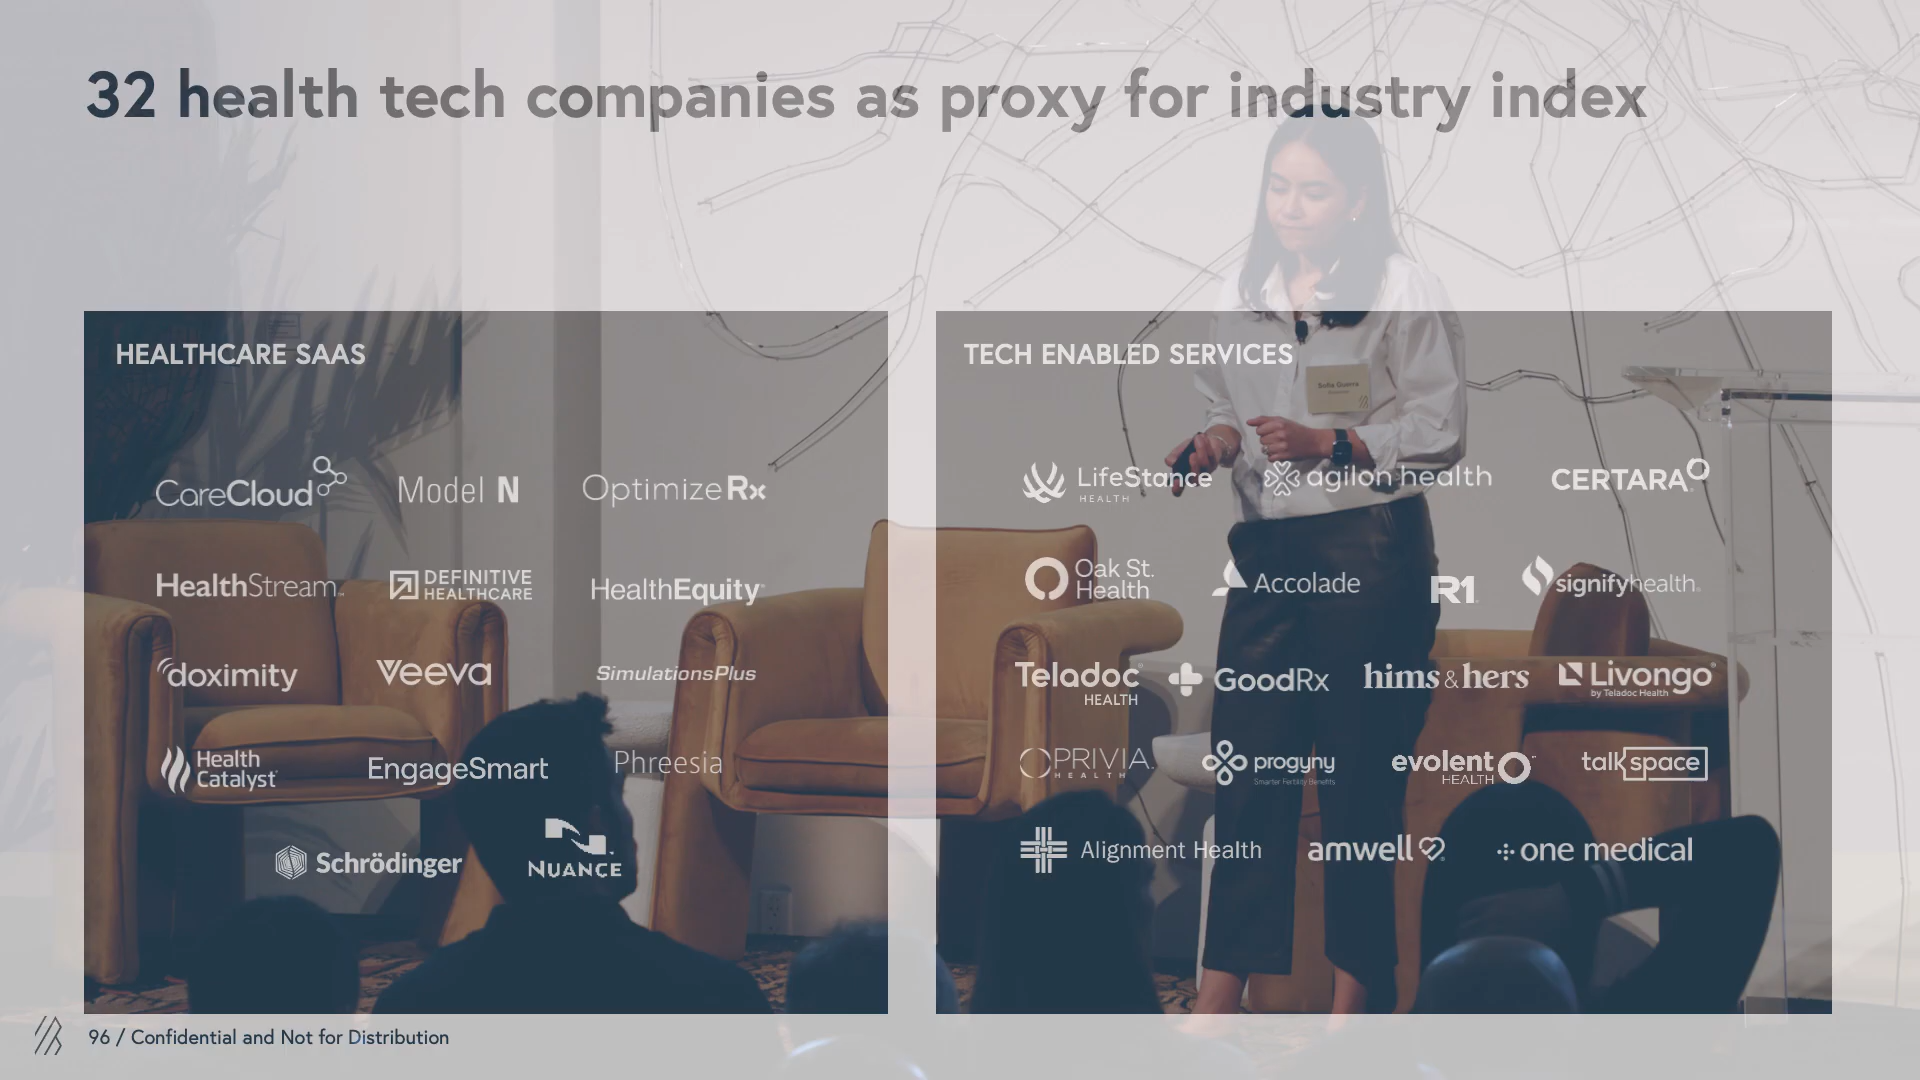 32 health tech companies as proxy for industry index
HEALTHCARE SAAS
CareCloud Model N OptimizeRx
HealthStream DEFINITIVE HEALTHCARE HealthEquity
doximity Veeva SimulationsPlus
Health Catalyst EngageSmart Phreesia
Schrödinger NUANCE
TECH ENABLED SERVICES
Sofia Guerra
LifeStance HEALTH agilon health CERTARA
Oak St. Health Accolade R1 signifyhealth.
Teladoc HEALTH GoodRx hims & hers Livongo by Teladoc Health
PRIVIA HEALTH progyny Smarter Fertility Benefits evolent HEALTH talkspace
Alignment Health amwell one medical
96 / Confidential and Not for Distribution